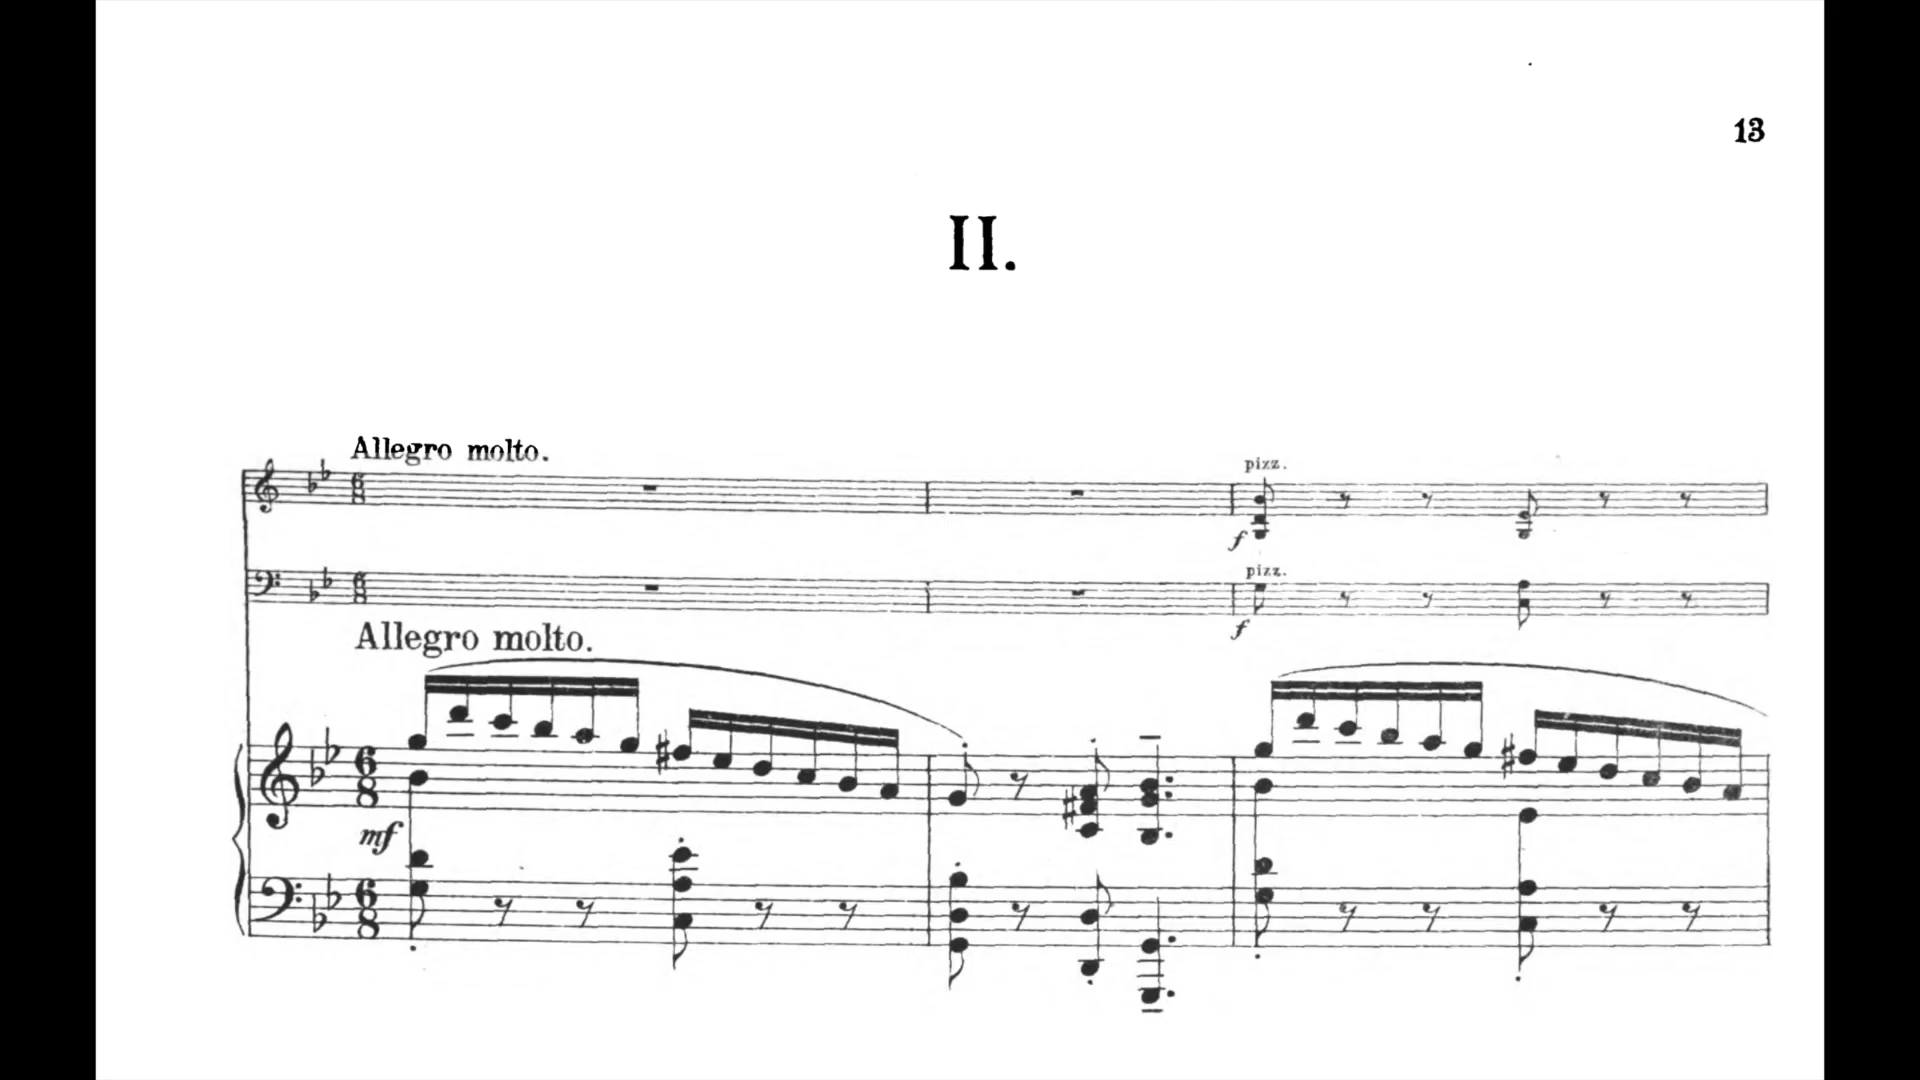 13
II.
Allegro molto.
pizz.
f
pizz.
f
Allegro molto.
mf